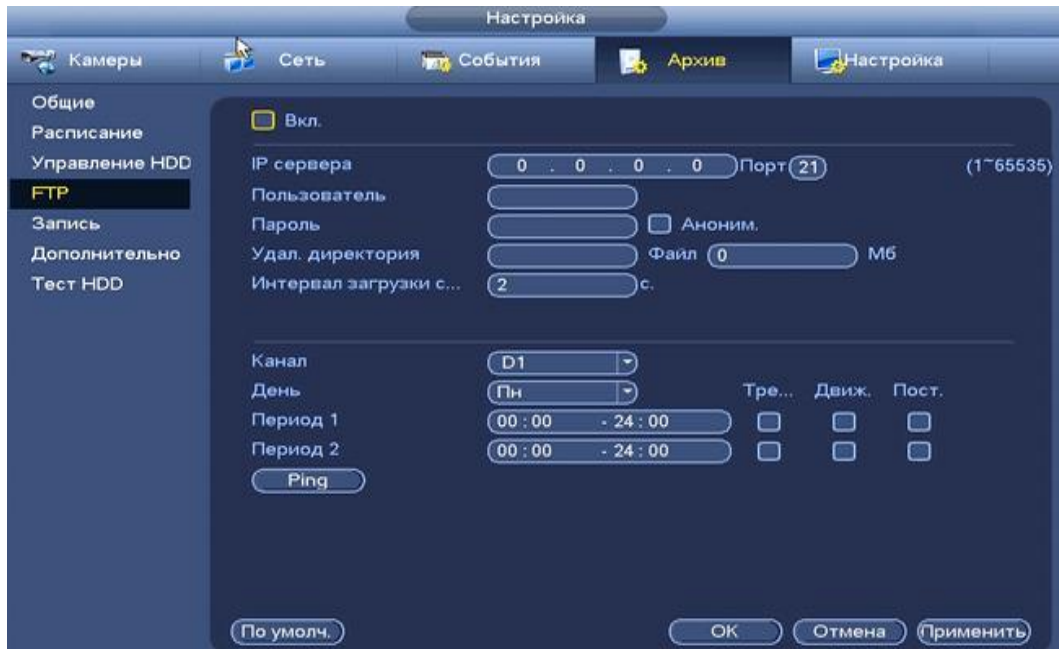 Настройка
Камеры Сеть События Архив Настройка
Общие
Расписание
Управление HDD
FTP
Запись
Дополнительно
Тест HDD
Вкл.
IP сервера 0 . 0 . 0 . 0 Порт 21 (1~65535)
Пользователь
Пароль Аноним.
Удал. директория Файл 0 Мб
Интервал загрузки с... 2 с.
Канал D1
День Пн Тре... Движ. Пост.
Период 1 00 : 00 - 24 : 00
Период 2 00 : 00 - 24 : 00
Ping
По умолч. OK Отмена Применить